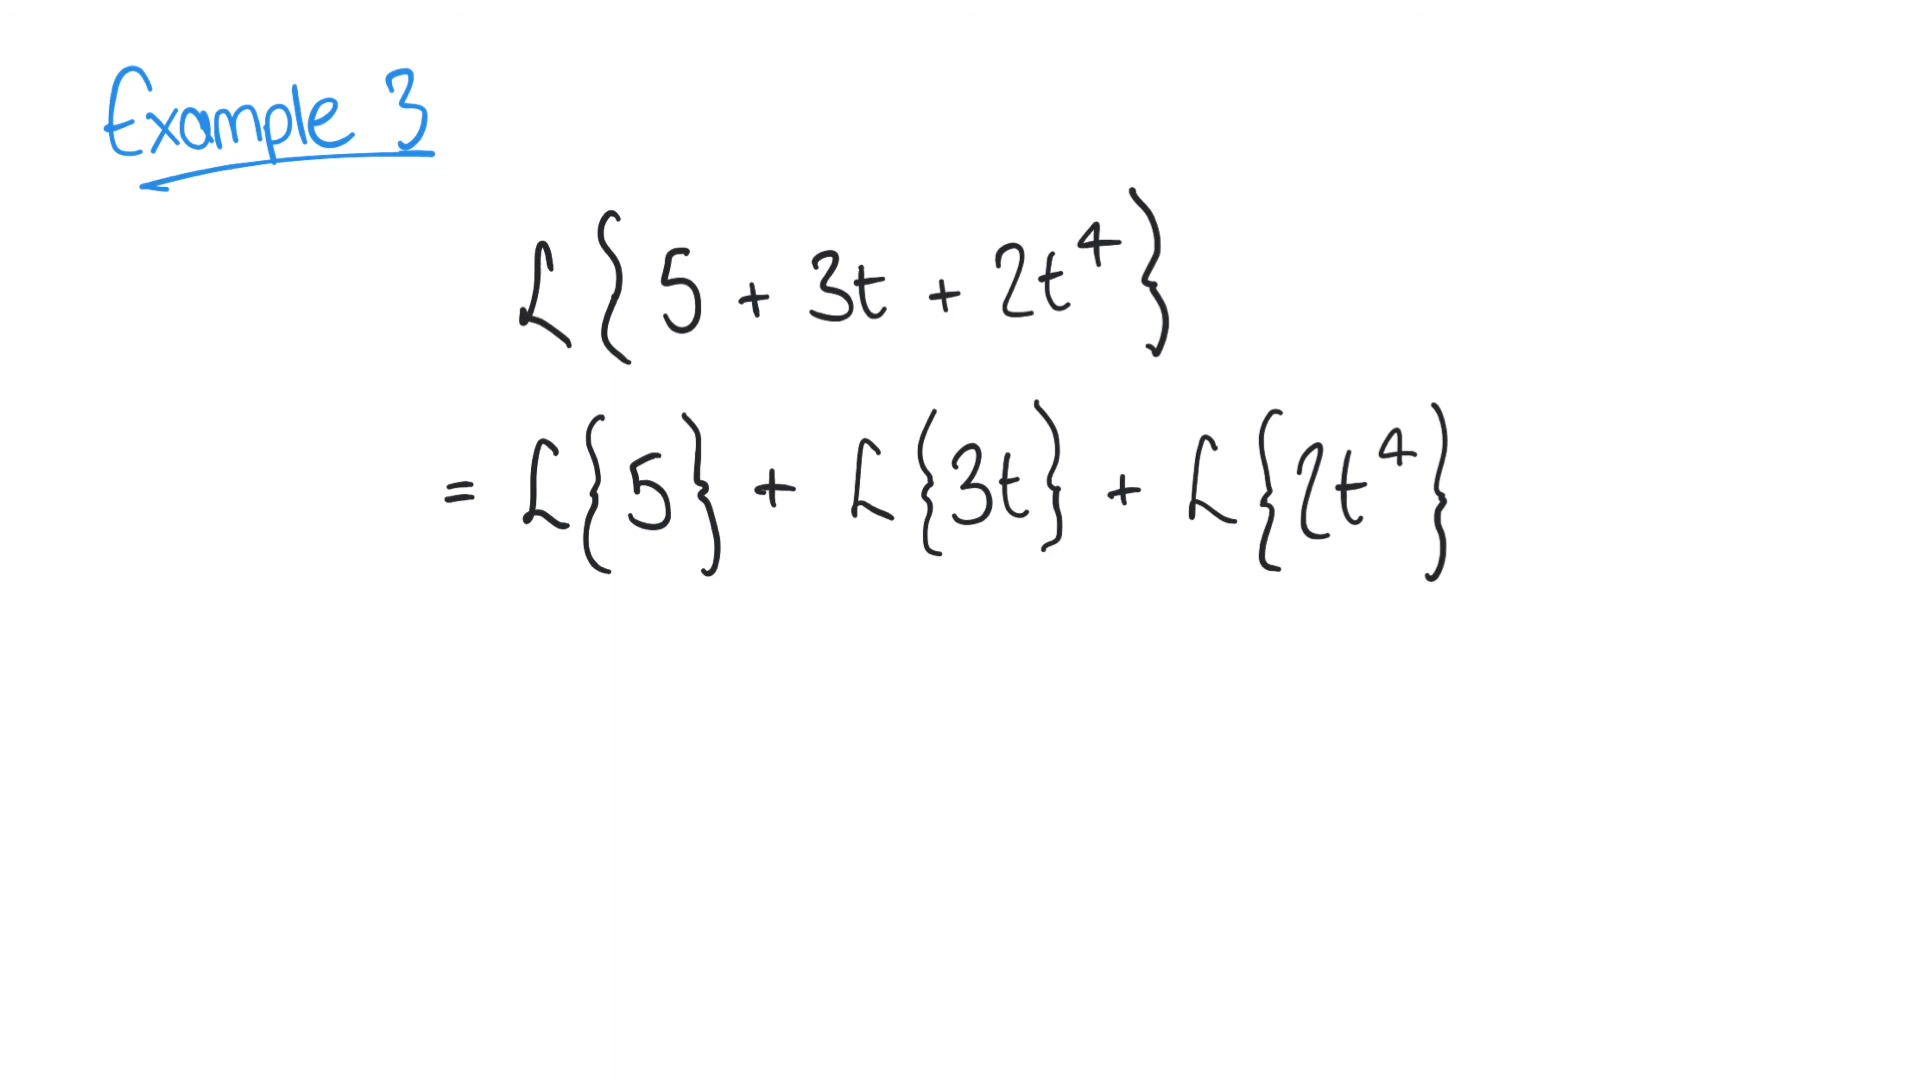 Example 3
ℒ{5 + 3t + 2t⁴}
= ℒ{5} + ℒ{3t} + ℒ{2t⁴}